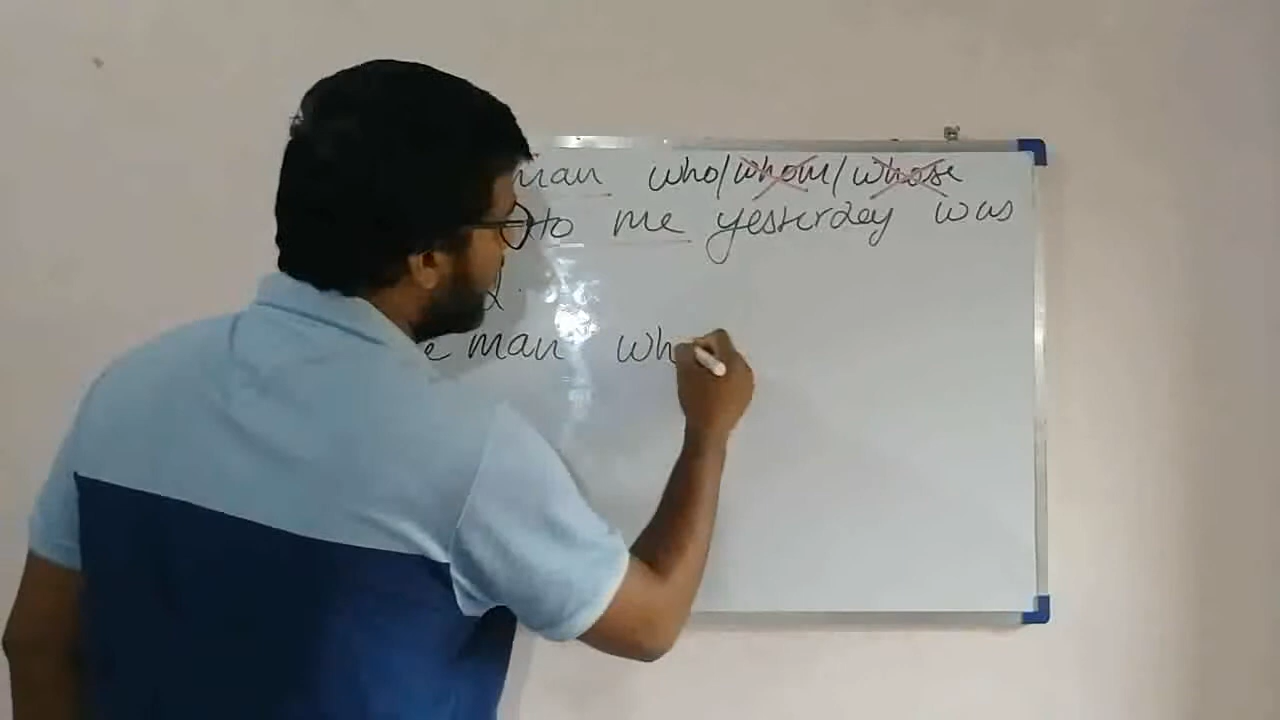 man who/whom/whose
to me yesterday was
d.
e man wh